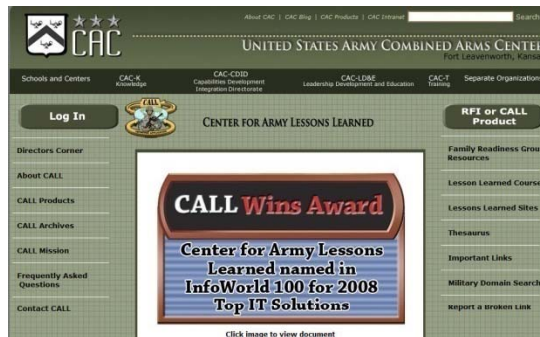 About CAC | CAC Blog | CAC Products | CAC Intranet
Search
CAC
UNITED STATES ARMY COMBINED ARMS CENTER
Fort Leavenworth, Kansa
Schools and Centers
CAC-K
Knowledge
CAC-CDID
Capabilities Development
Integration Directorate
CAC-LD&E
Leadership Development and Education
CAC-T
Training
Separate Organization
Log In
CALL
CENTER FOR ARMY LESSONS LEARNED
RFI or CALL
Product
Directors Corner
About CALL
CALL Products
CALL Archives
CALL Mission
Frequently Asked
Questions
Contact CALL
CALL Wins Award
Center for Army Lessons
Learned named in
InfoWorld 100 for 2008
Top IT Solutions
Click image to view document
Family Readiness Grou
Resources
Lesson Learned Course
Lessons Learned Sites
Thesaurus
Important Links
Military Domain Search
Report a Broken Link